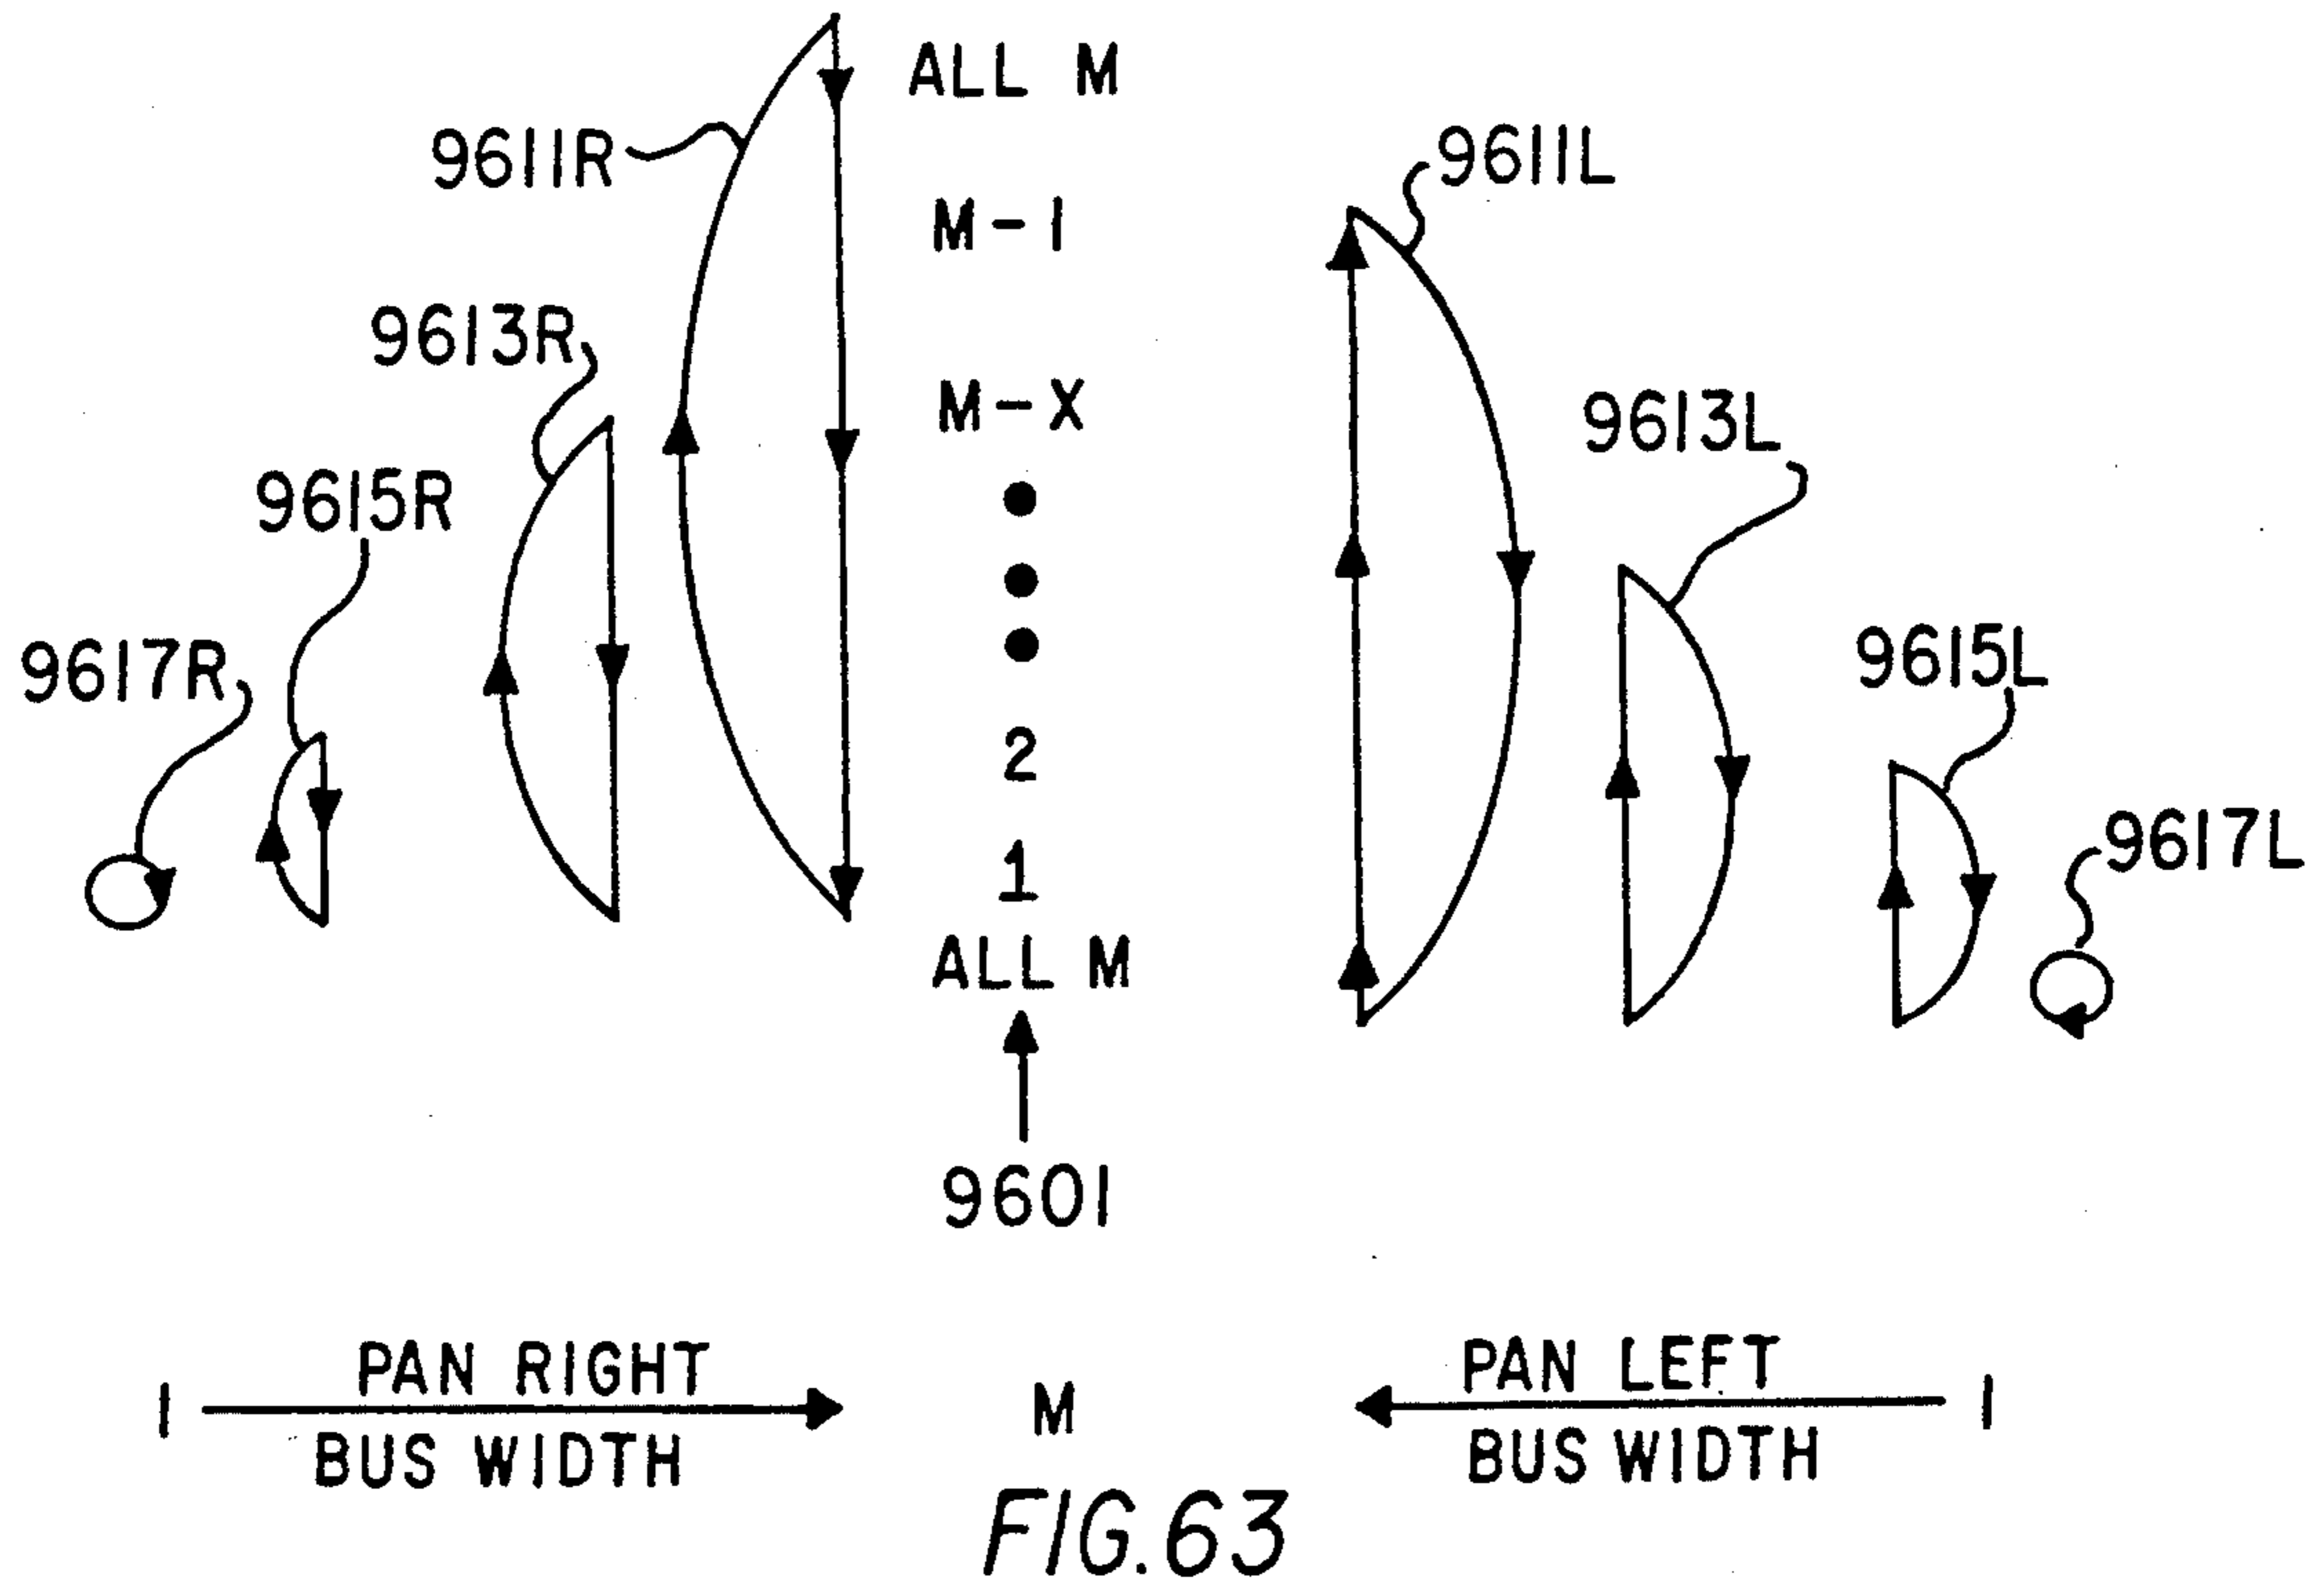 ALL M
9611R
9611L
M-1
9613R
M-X
9613L
9615R
9615L
9617R
2
9617L
1
ALL M
9601
PAN RIGHT
PAN LEFT
1
M
1
BUS WIDTH
BUS WIDTH
FIG.63